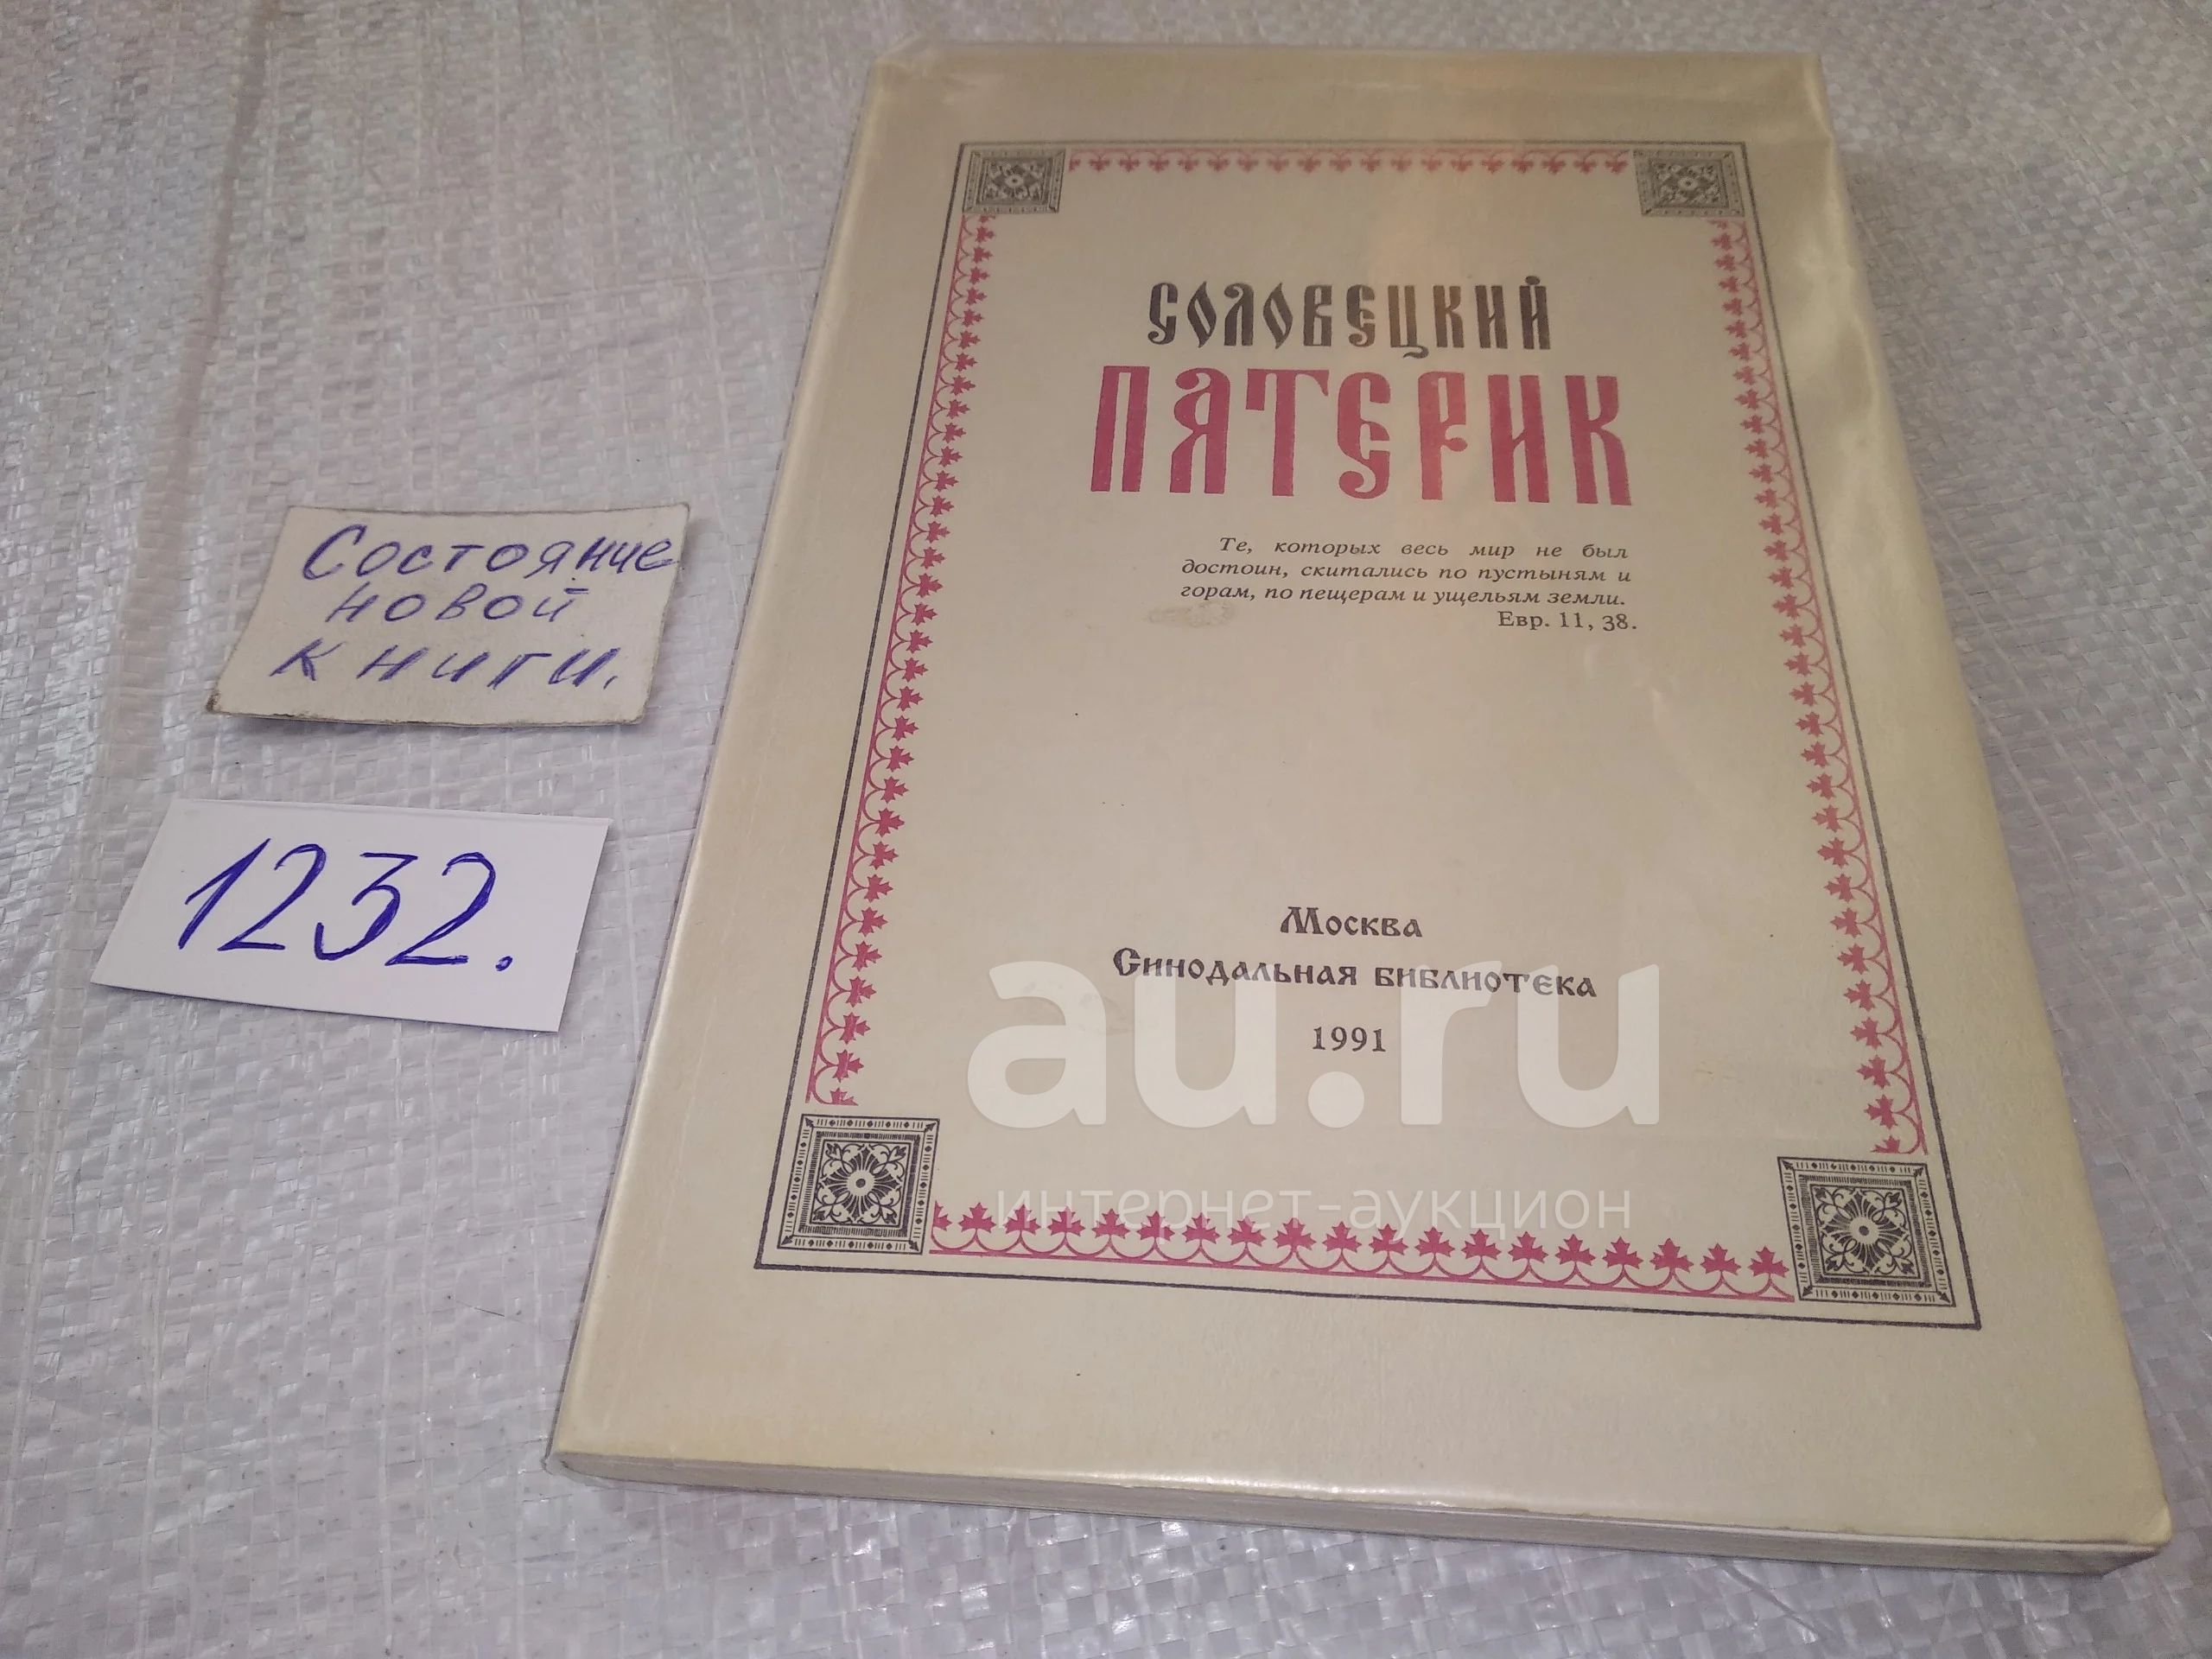 СОЛОВЕЦКИЙ
ПАТЕРИК
Те, которых весь мир не был
достоин, скитались по пустыням и
горам, по пещерам и ущельям земли.
Евр. 11, 38.
Москва
Синодальная библиотека
1991
Состояние
новой
книги.
1232.
au.ru
интернет-аукцион